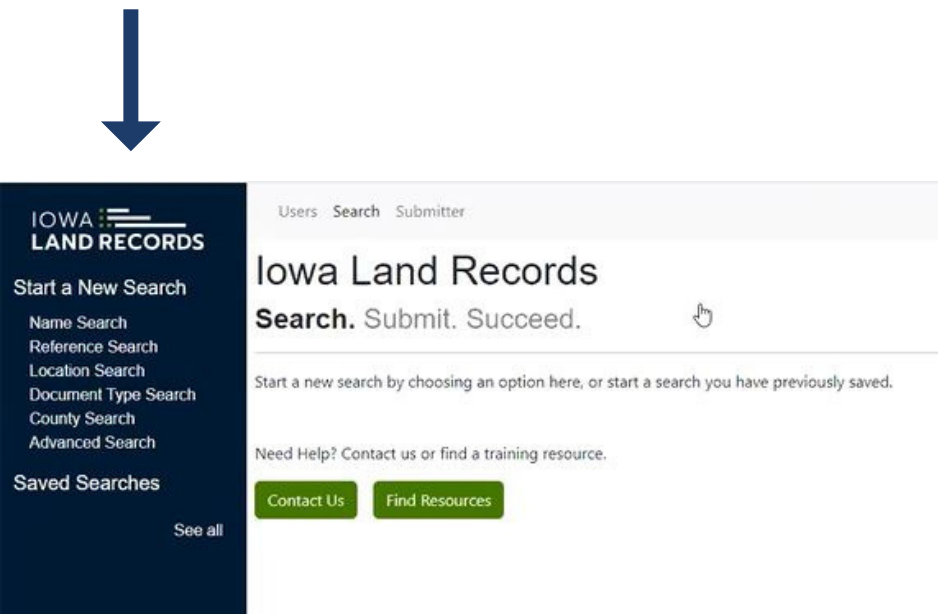 IOWA
LAND RECORDS
Start a New Search
Name Search
Reference Search
Location Search
Document Type Search
County Search
Advanced Search
Saved Searches
See all
Users Search Submitter
Iowa Land Records
Search. Submit. Succeed.
Start a new search by choosing an option here, or start a search you have previously saved.
Need Help? Contact us or find a training resource.
Contact Us Find Resources